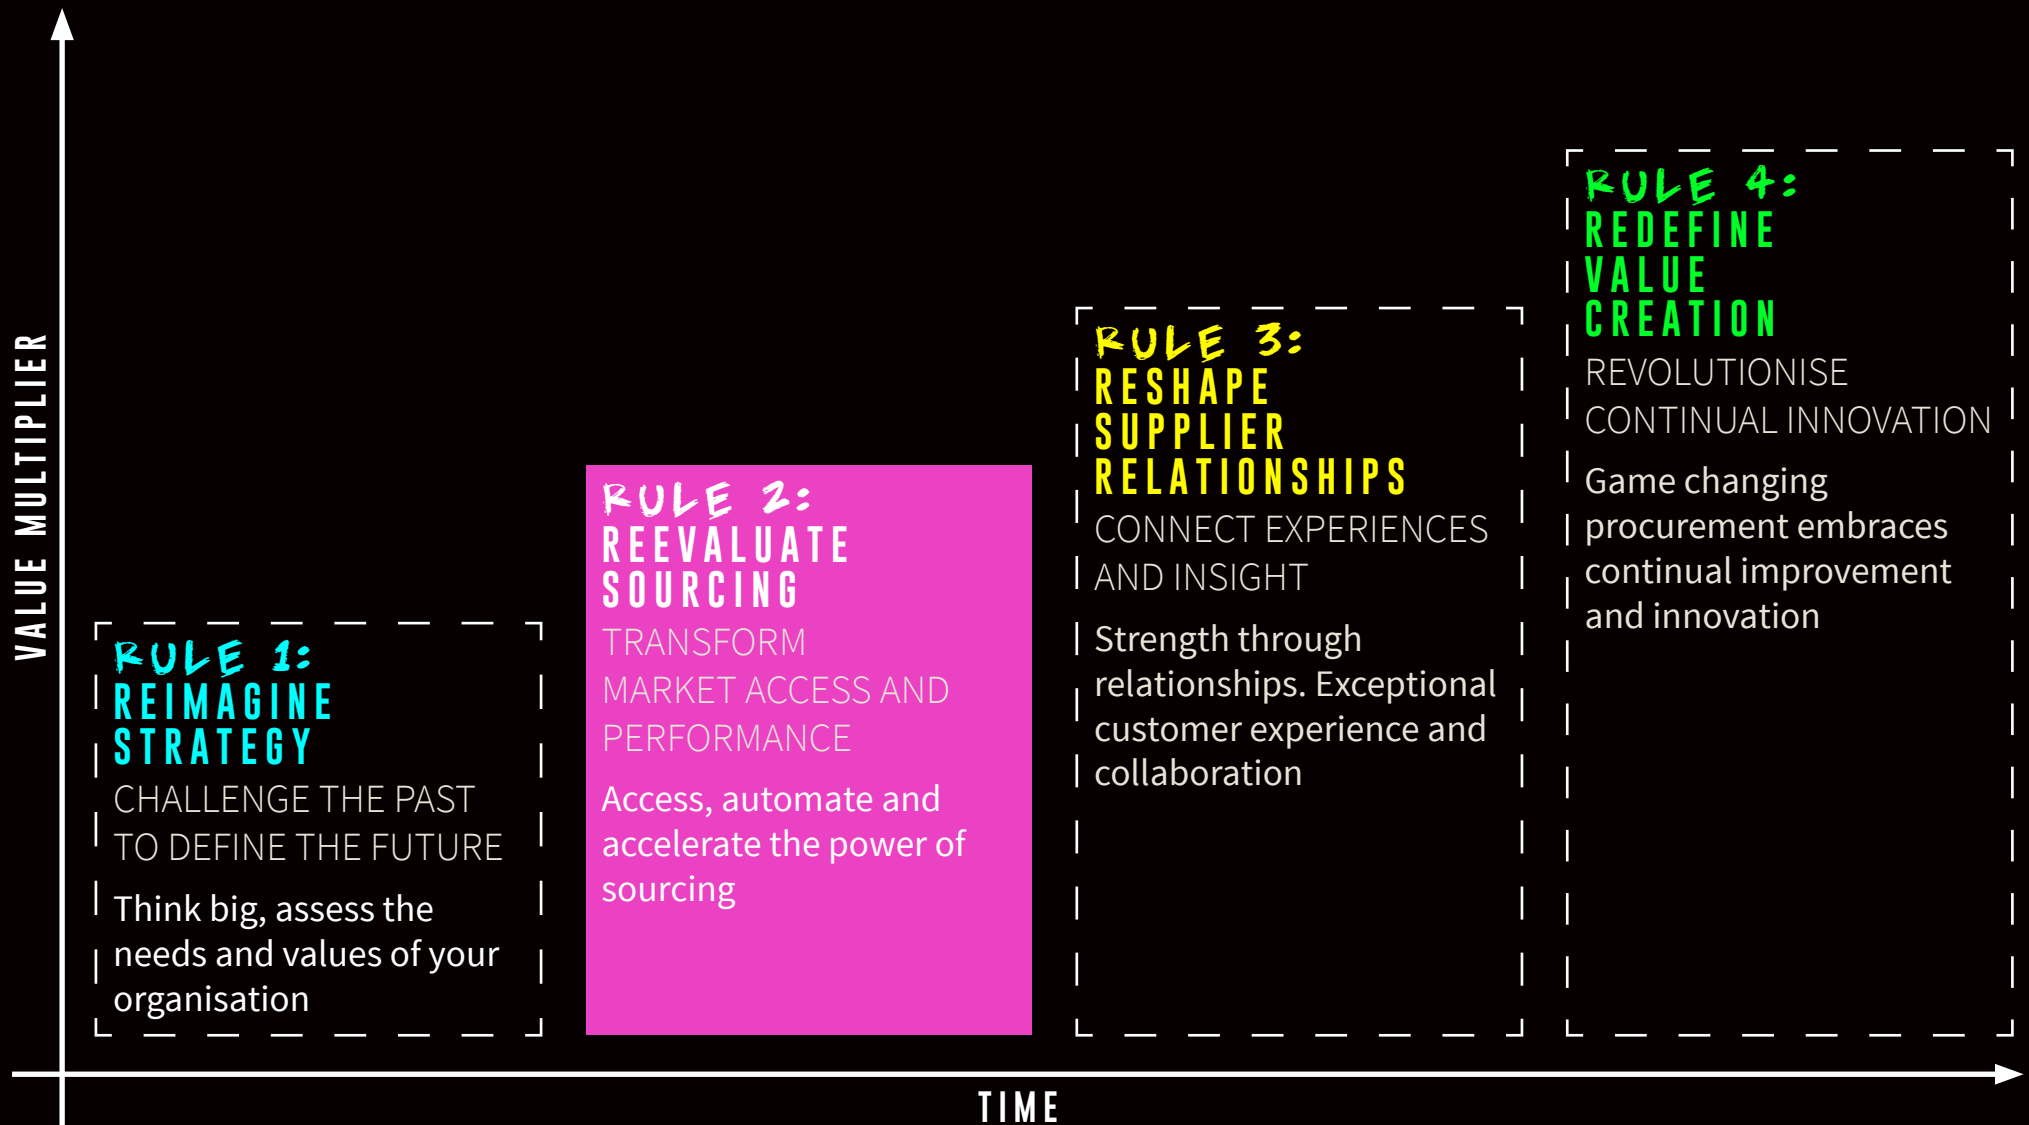 VALUE MULTIPLIER
RULE 1:
REIMAGINE
STRATEGY
CHALLENGE THE PAST
TO DEFINE THE FUTURE
Think big, assess the
needs and values of your
organisation
RULE 2:
REEVALUATE
SOURCING
TRANSFORM
MARKET ACCESS AND
PERFORMANCE
Access, automate and
accelerate the power of
sourcing
RULE 3:
RESHAPE
SUPPLIER
RELATIONSHIPS
CONNECT EXPERIENCES
AND INSIGHT
Strength through
relationships. Exceptional
customer experience and
collaboration
RULE 4:
REDEFINE
VALUE
CREATION
REVOLUTIONISE
CONTINUAL INNOVATION
Game changing
procurement embraces
continual improvement
and innovation
TIME